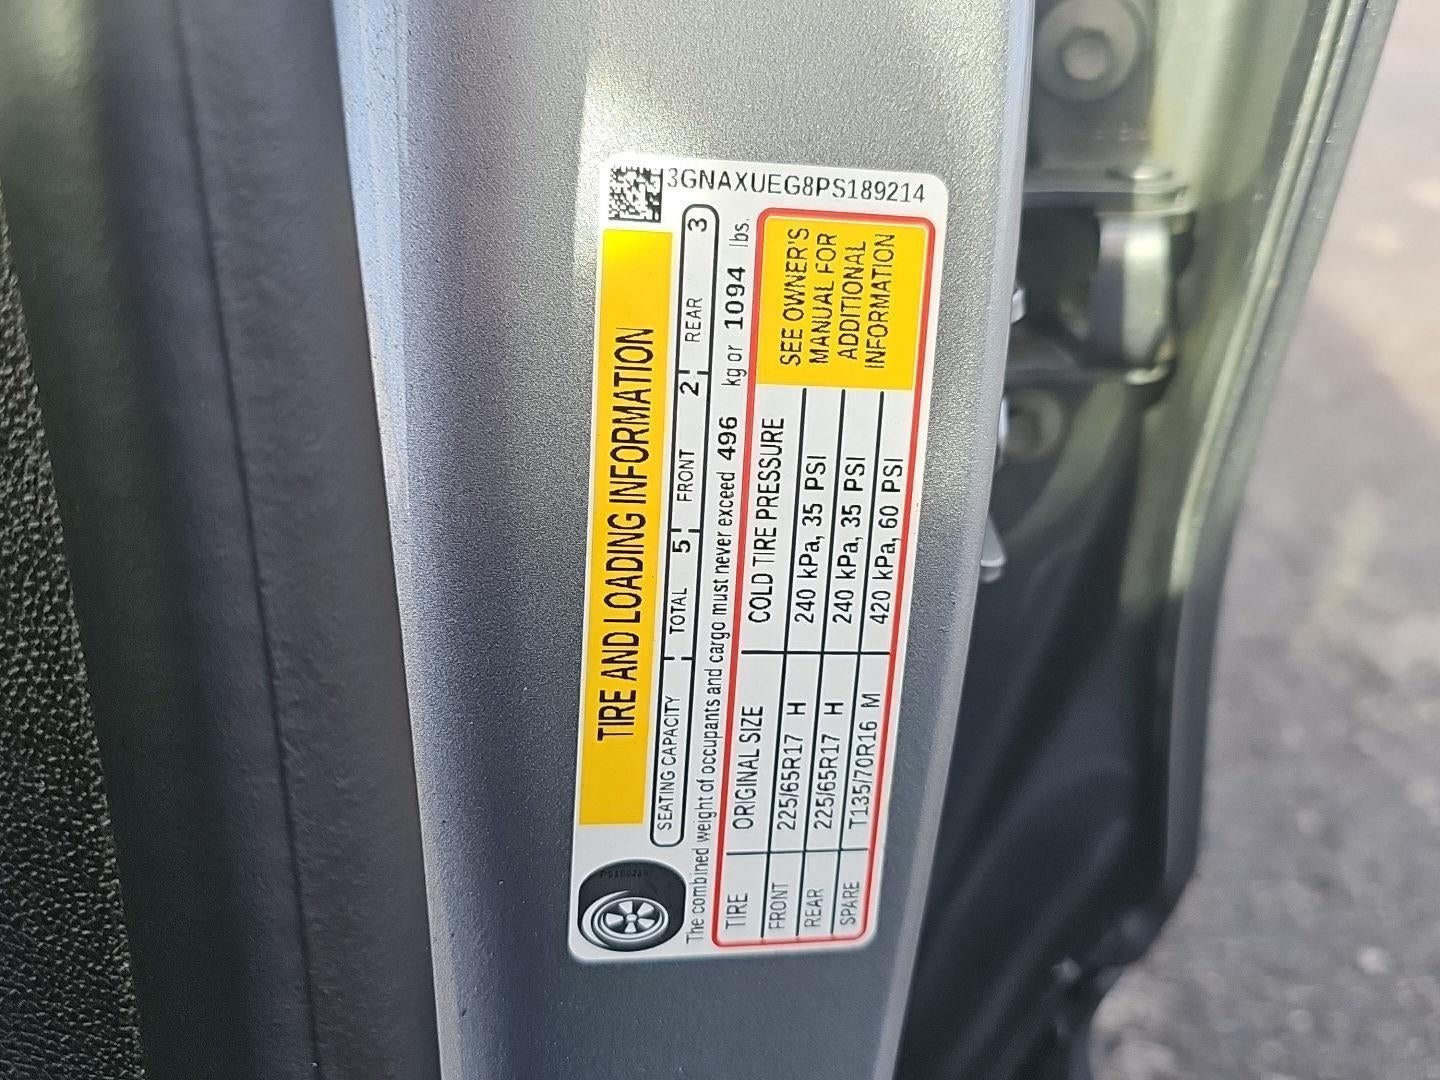 3GNAXUEG8PS189214
TIRE AND LOADING INFORMATION
SEATING CAPACITY TOTAL 5 FRONT 2 REAR 3
The combined weight of occupants and cargo must never exceed 496 kg or 1094 lbs.
TIRE ORIGINAL SIZE COLD TIRE PRESSURE
FRONT 225/65R17 H 240 kPa, 35 PSI
REAR 225/65R17 H 240 kPa, 35 PSI
SPARE T135/70R16 M 420 kPa, 60 PSI
SEE OWNER'S
MANUAL FOR
ADDITIONAL
INFORMATION